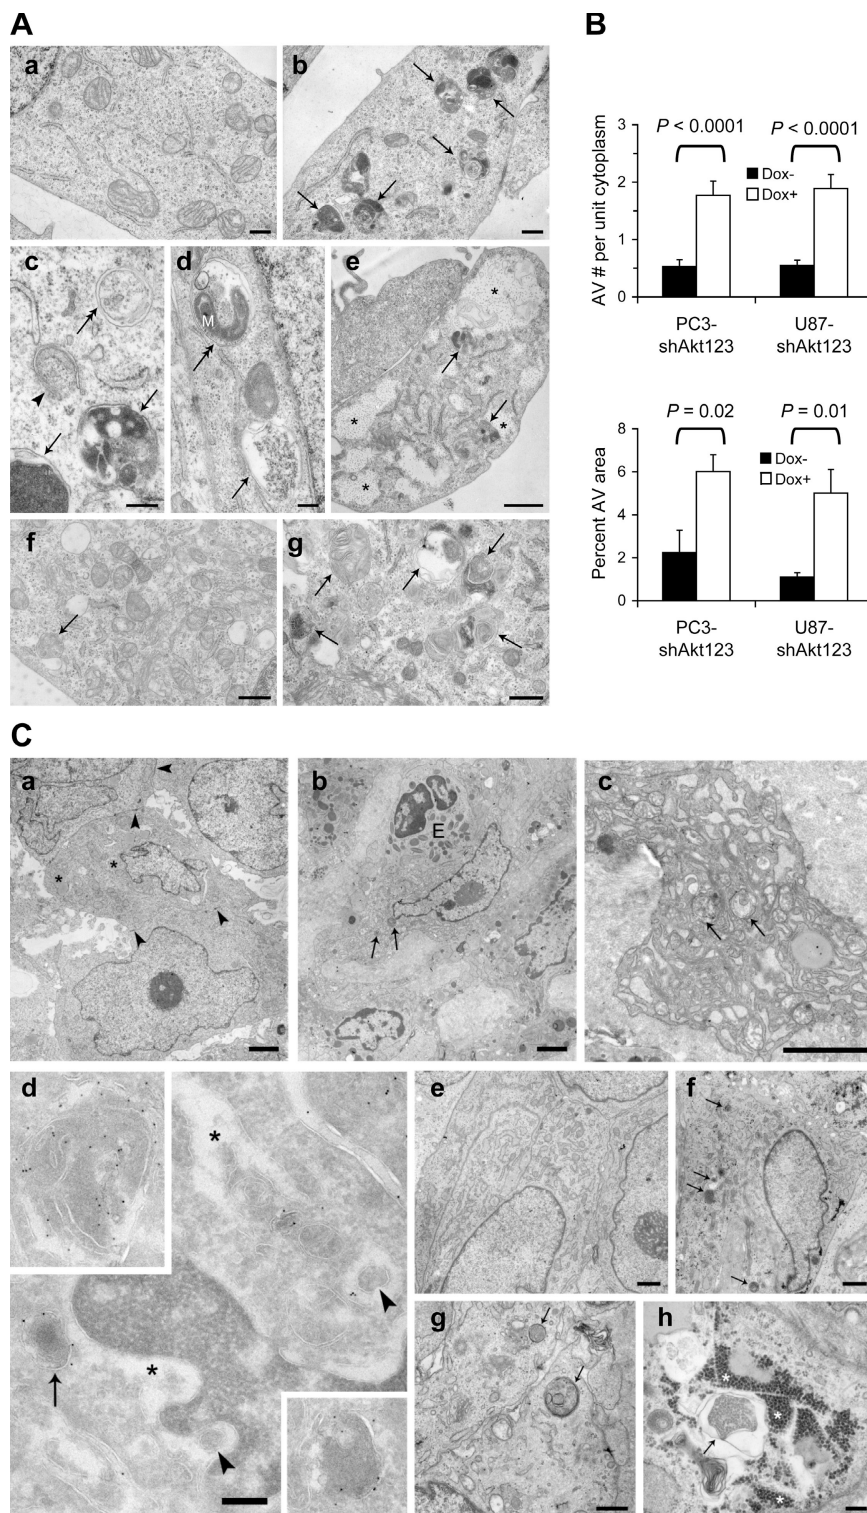 A
B
a
b
c
d
M
e
*
*
*
*
f
g
P < 0.0001
P < 0.0001
3
2
1
0
AV # per unit cytoplasm
Dox-
Dox+
PC3-
shAkt123
U87-
shAkt123
P = 0.02
P = 0.01
8
6
4
2
0
Percent AV area
Dox-
Dox+
PC3-
shAkt123
U87-
shAkt123
C
a
*
*
b
E
c
d
*
*
e
f
g
h
*
*
*